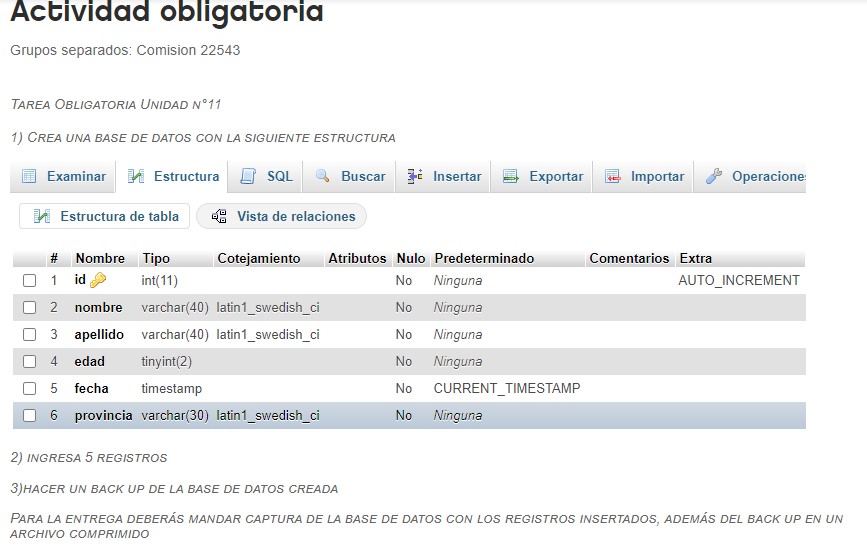 Actividad obligatoria
Grupos separados: Comision 22543
Tarea Obligatoria Unidad n°11
1) Crea una base de datos con la siguiente estructura
Examinar Estructura SQL Buscar Insertar Exportar Importar Operaciones
Estructura de tabla Vista de relaciones
# Nombre Tipo Cotejamiento Atributos Nulo Predeterminado Comentarios Extra
1 id int(11) No Ninguna AUTO_INCREMENT
2 nombre varchar(40) latin1_swedish_ci No Ninguna
3 apellido varchar(40) latin1_swedish_ci No Ninguna
4 edad tinyint(2) No Ninguna
5 fecha timestamp No CURRENT_TIMESTAMP
6 provincia varchar(30) latin1_swedish_ci No Ninguna
2) ingresa 5 registros
3)hacer un back up de la base de datos creada
Para la entrega deberás mandar captura de la base de datos con los registros insertados, además del back up en un
archivo comprimido